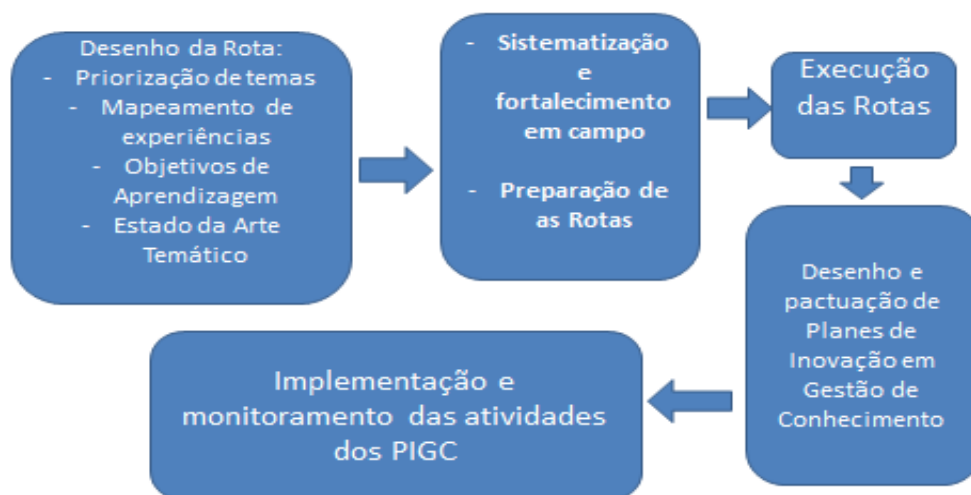 Desenho da Rota:
- Priorização de temas
- Mapeamento de
experiências
- Objetivos de
Aprendizagem
- Estado da Arte
Temático
- Sistematização
e
fortalecimento
em campo
- Preparação de
as Rotas
Execução
das Rotas
Desenho e
pactuação de
Planes de
Inovação em
Gestão de
Conhecimento
Implementação e
monitoramento das atividades
dos PIGC